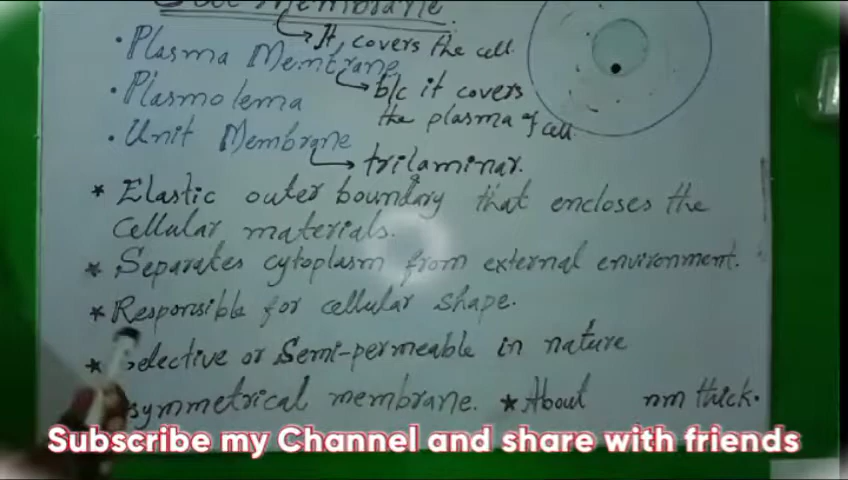 Cell Membrane.
It, covers the cell.
• Plasma Membrane
b/c it covers
the plasma of cell.
• Plasmolema
• Unit Membrane
trilaminar.
* Elastic outer boundary that encloses the
cellular materials.
* Separates cytoplasm from external environment.
* Responsible for cellular shape.
* Selective or Semi-permeable in nature
symmetrical membrane. * About nm thick.
Subscribe my Channel and share with friends